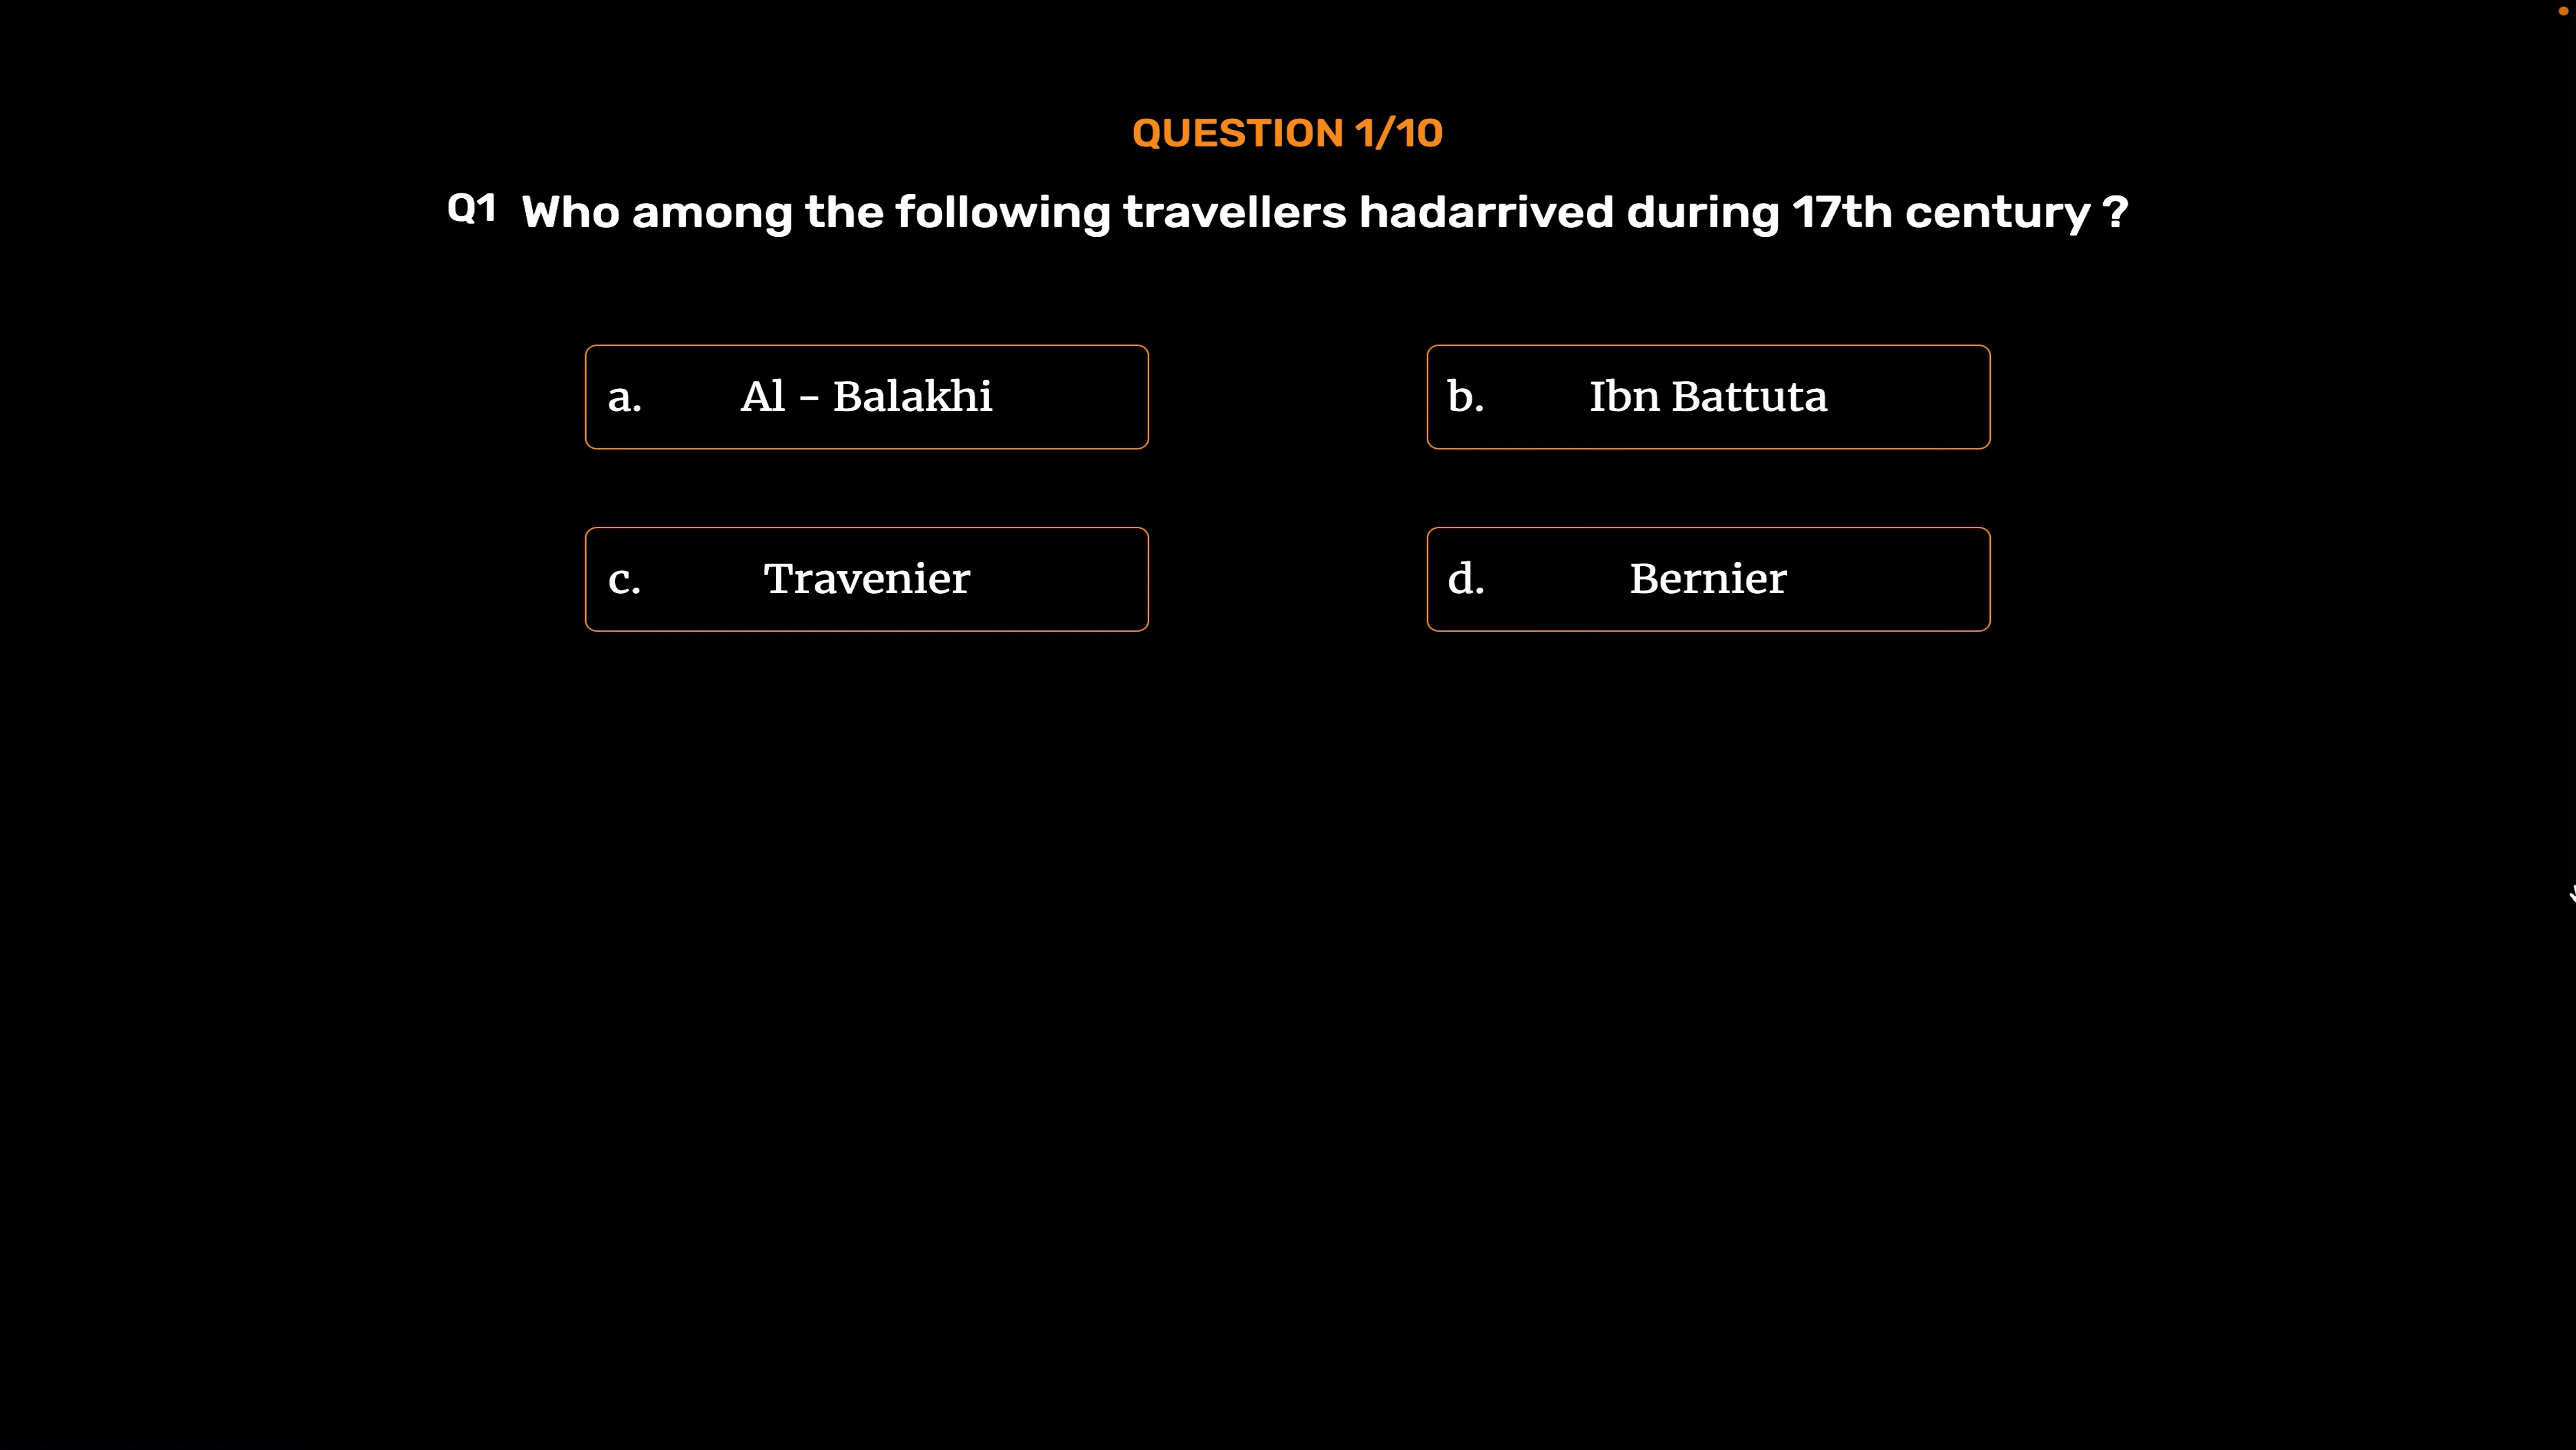 QUESTION 1/10
Q1 Who among the following travellers hadarrived during 17th century ?
a. Al - Balakhi
b. Ibn Battuta
c. Travenier
d. Bernier